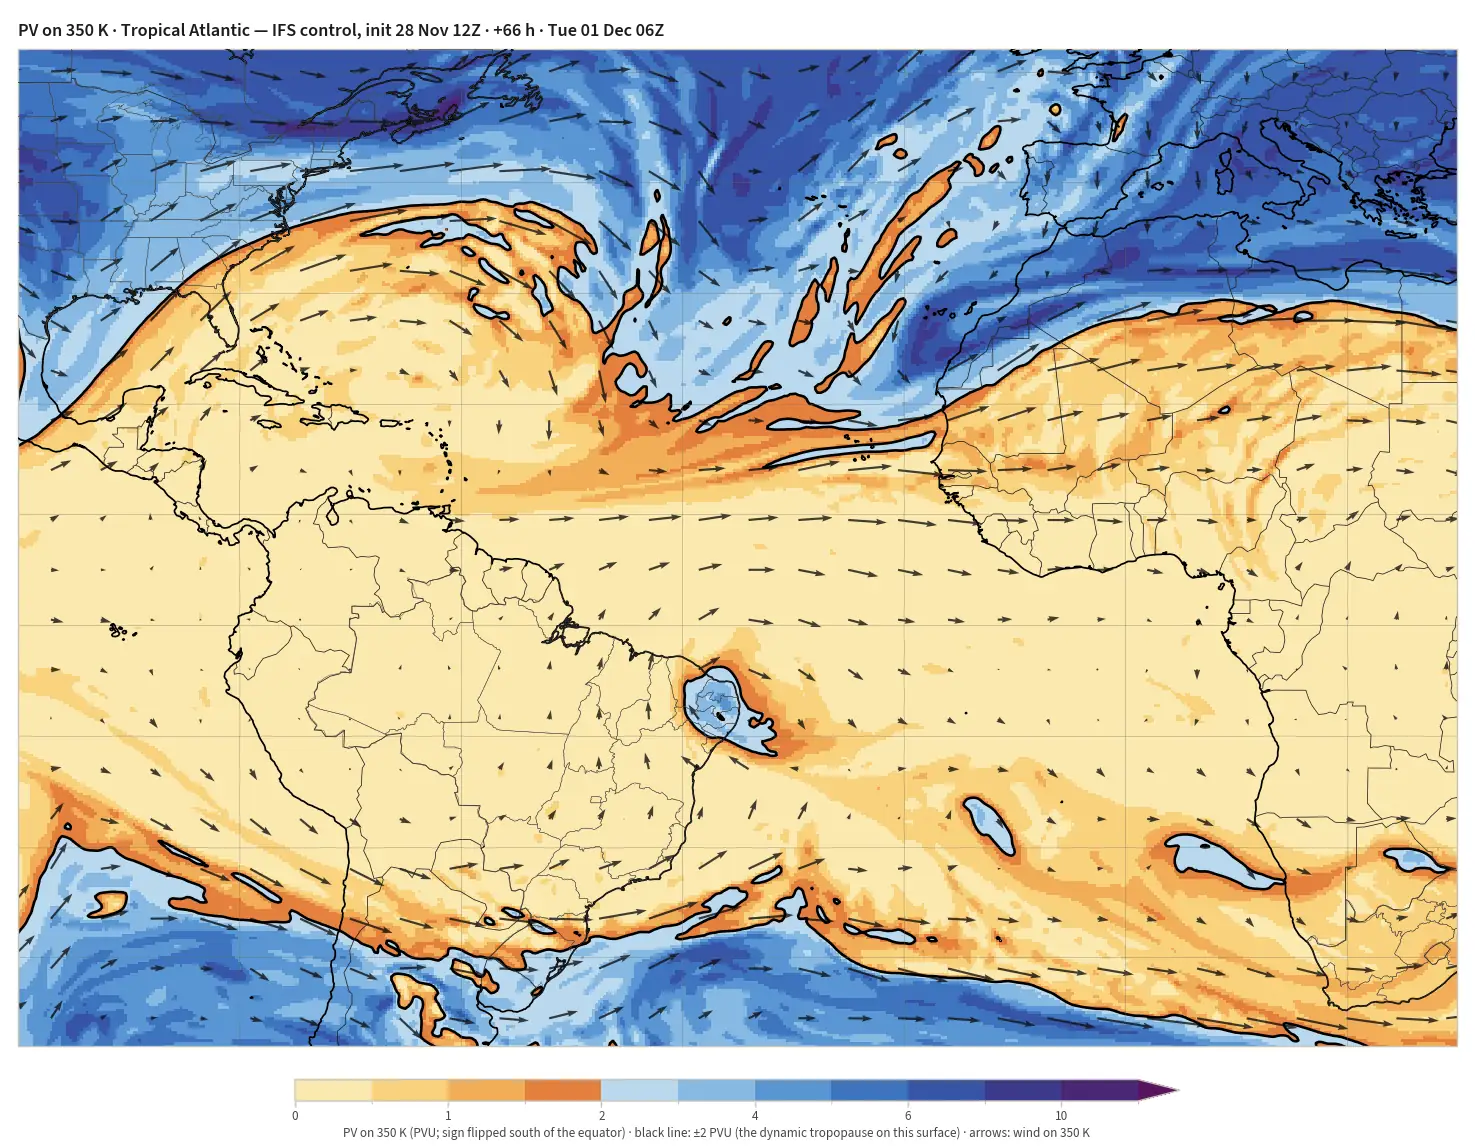 PV on 350 K · Tropical Atlantic — IFS control, init 28 Nov 12Z · +66 h · Tue 01 Dec 06Z
0 1 2 4 6 10
PV on 350 K (PVU; sign flipped south of the equator) · black line: ±2 PVU (the dynamic tropopause on this surface) · arrows: wind on 350 K